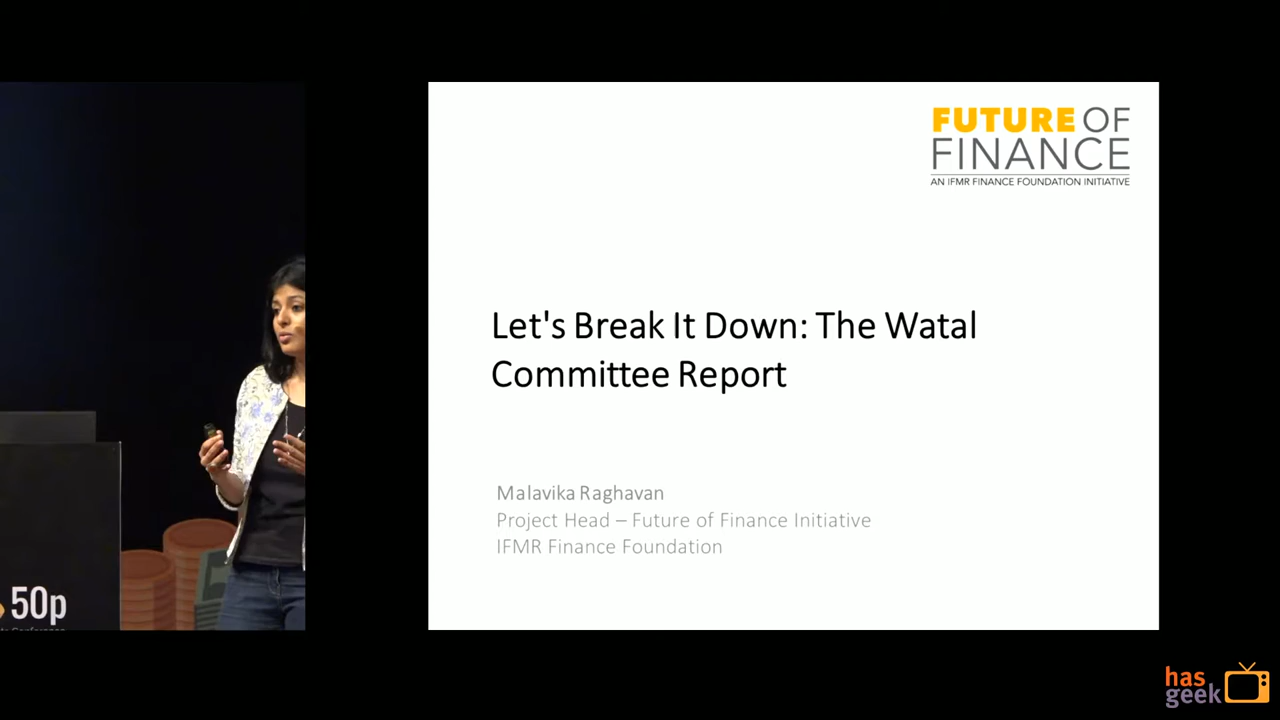 FUTURE OF
FINANCE
AN IFMR FINANCE FOUNDATION INITIATIVE
Let's Break It Down: The Watal
Committee Report
Malavika Raghavan
Project Head – Future of Finance Initiative
IFMR Finance Foundation
50p
has
geek